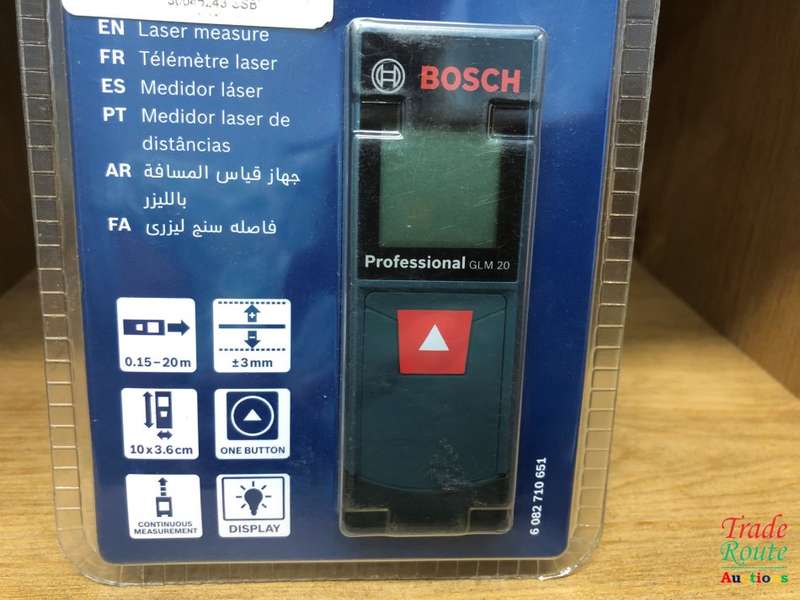 EN Laser measure
FR Télémètre laser
ES Medidor láser
PT Medidor laser de
distâncias
AR جهاز قياس المسافة
بالليزر
FA فاصله سنج لیزری
BOSCH
Professional GLM 20
0.15–20m
±3mm
10x3.6cm
ONE BUTTON
CONTINUOUS
MEASUREMENT
DISPLAY
6 082 710 651
Trade
Route
Auctions